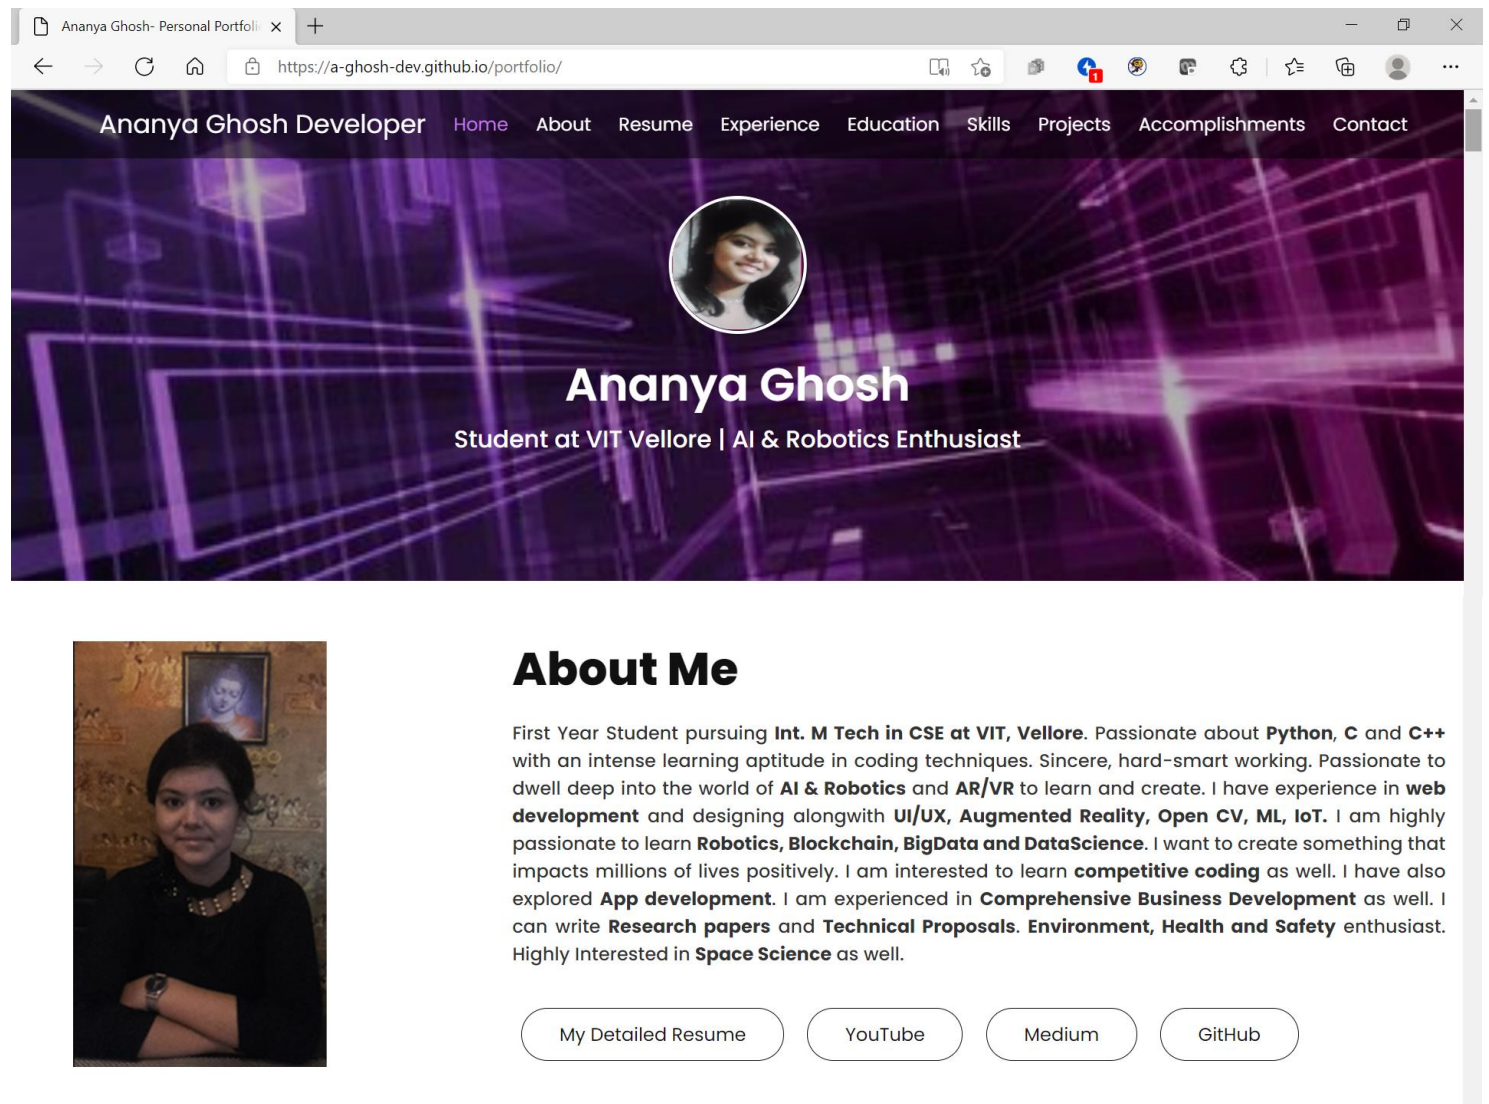 Ananya Ghosh- Personal Portfoli
https://a-ghosh-dev.github.io/portfolio/
1
Ananya Ghosh Developer Home About Resume Experience Education Skills Projects Accomplishments Contact
Ananya Ghosh
Student at VIT Vellore | AI & Robotics Enthusiast
About Me
First Year Student pursuing Int. M Tech in CSE at VIT, Vellore. Passionate about Python, C and C++
with an intense learning aptitude in coding techniques. Sincere, hard-smart working. Passionate to
dwell deep into the world of AI & Robotics and AR/VR to learn and create. I have experience in web
development and designing alongwith UI/UX, Augmented Reality, Open CV, ML, IoT. I am highly
passionate to learn Robotics, Blockchain, BigData and DataScience. I want to create something that
impacts millions of lives positively. I am interested to learn competitive coding as well. I have also
explored App development. I am experienced in Comprehensive Business Development as well. I
can write Research papers and Technical Proposals. Environment, Health and Safety enthusiast.
Highly Interested in Space Science as well.
My Detailed Resume YouTube Medium GitHub